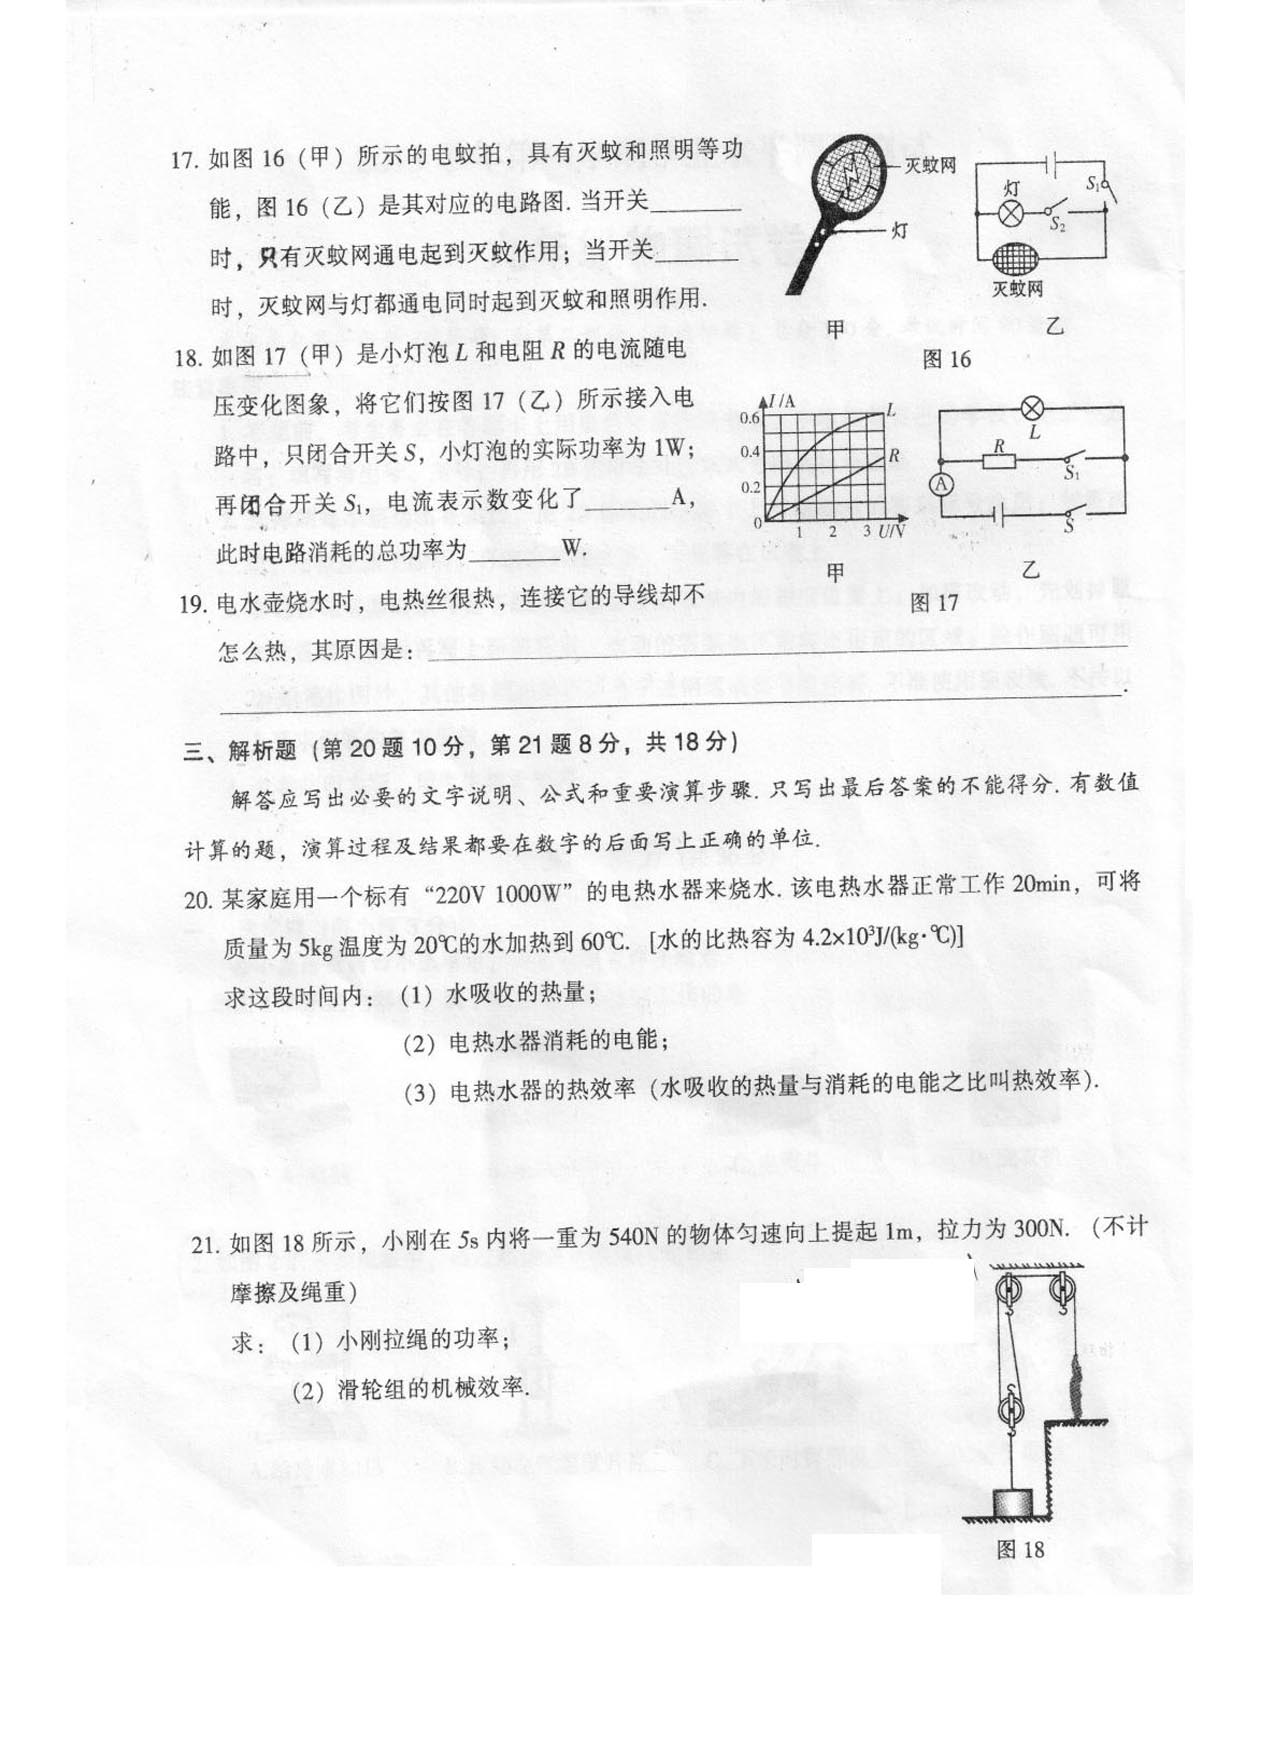 17. 如图 16（甲）所示的电蚊拍，具有灭蚊和照明等功
能，图 16（乙）是其对应的电路图. 当开关________
时，只有灭蚊网通电起到灭蚊作用；当开关_______
时，灭蚊网与灯都通电同时起到灭蚊和照明作用.
灭蚊网
灯
甲
灯
S₁
S₂
灭蚊网
乙
图 16
18. 如图 17（甲）是小灯泡 L 和电阻 R 的电流随电
压变化图象，将它们按图 17（乙）所示接入电
路中，只闭合开关 S，小灯泡的实际功率为 1W；
再闭合开关 S₁，电流表示数变化了_______A，
此时电路消耗的总功率为________W.
I/A
0.6
0.4
0.2
0
1 2 3 U/V
L
R
甲
L
R
S₁
A
S
乙
图 17
19. 电水壶烧水时，电热丝很热，连接它的导线却不
怎么热，其原因是：________
________.
三、解析题（第 20 题 10 分，第 21 题 8 分，共 18 分）
解答应写出必要的文字说明、公式和重要演算步骤. 只写出最后答案的不能得分. 有数值
计算的题，演算过程及结果都要在数字的后面写上正确的单位.
20. 某家庭用一个标有“220V 1000W”的电热水器来烧水. 该电热水器正常工作 20min，可将
质量为 5kg 温度为 20℃的水加热到 60℃. [水的比热容为 4.2×10³J/(kg·℃)]
求这段时间内：（1）水吸收的热量；
（2）电热水器消耗的电能；
（3）电热水器的热效率（水吸收的热量与消耗的电能之比叫热效率）.
21. 如图 18 所示，小刚在 5s 内将一重为 540N 的物体匀速向上提起 1m，拉力为 300N. （不计
摩擦及绳重）
求：（1）小刚拉绳的功率；
（2）滑轮组的机械效率.
图 18